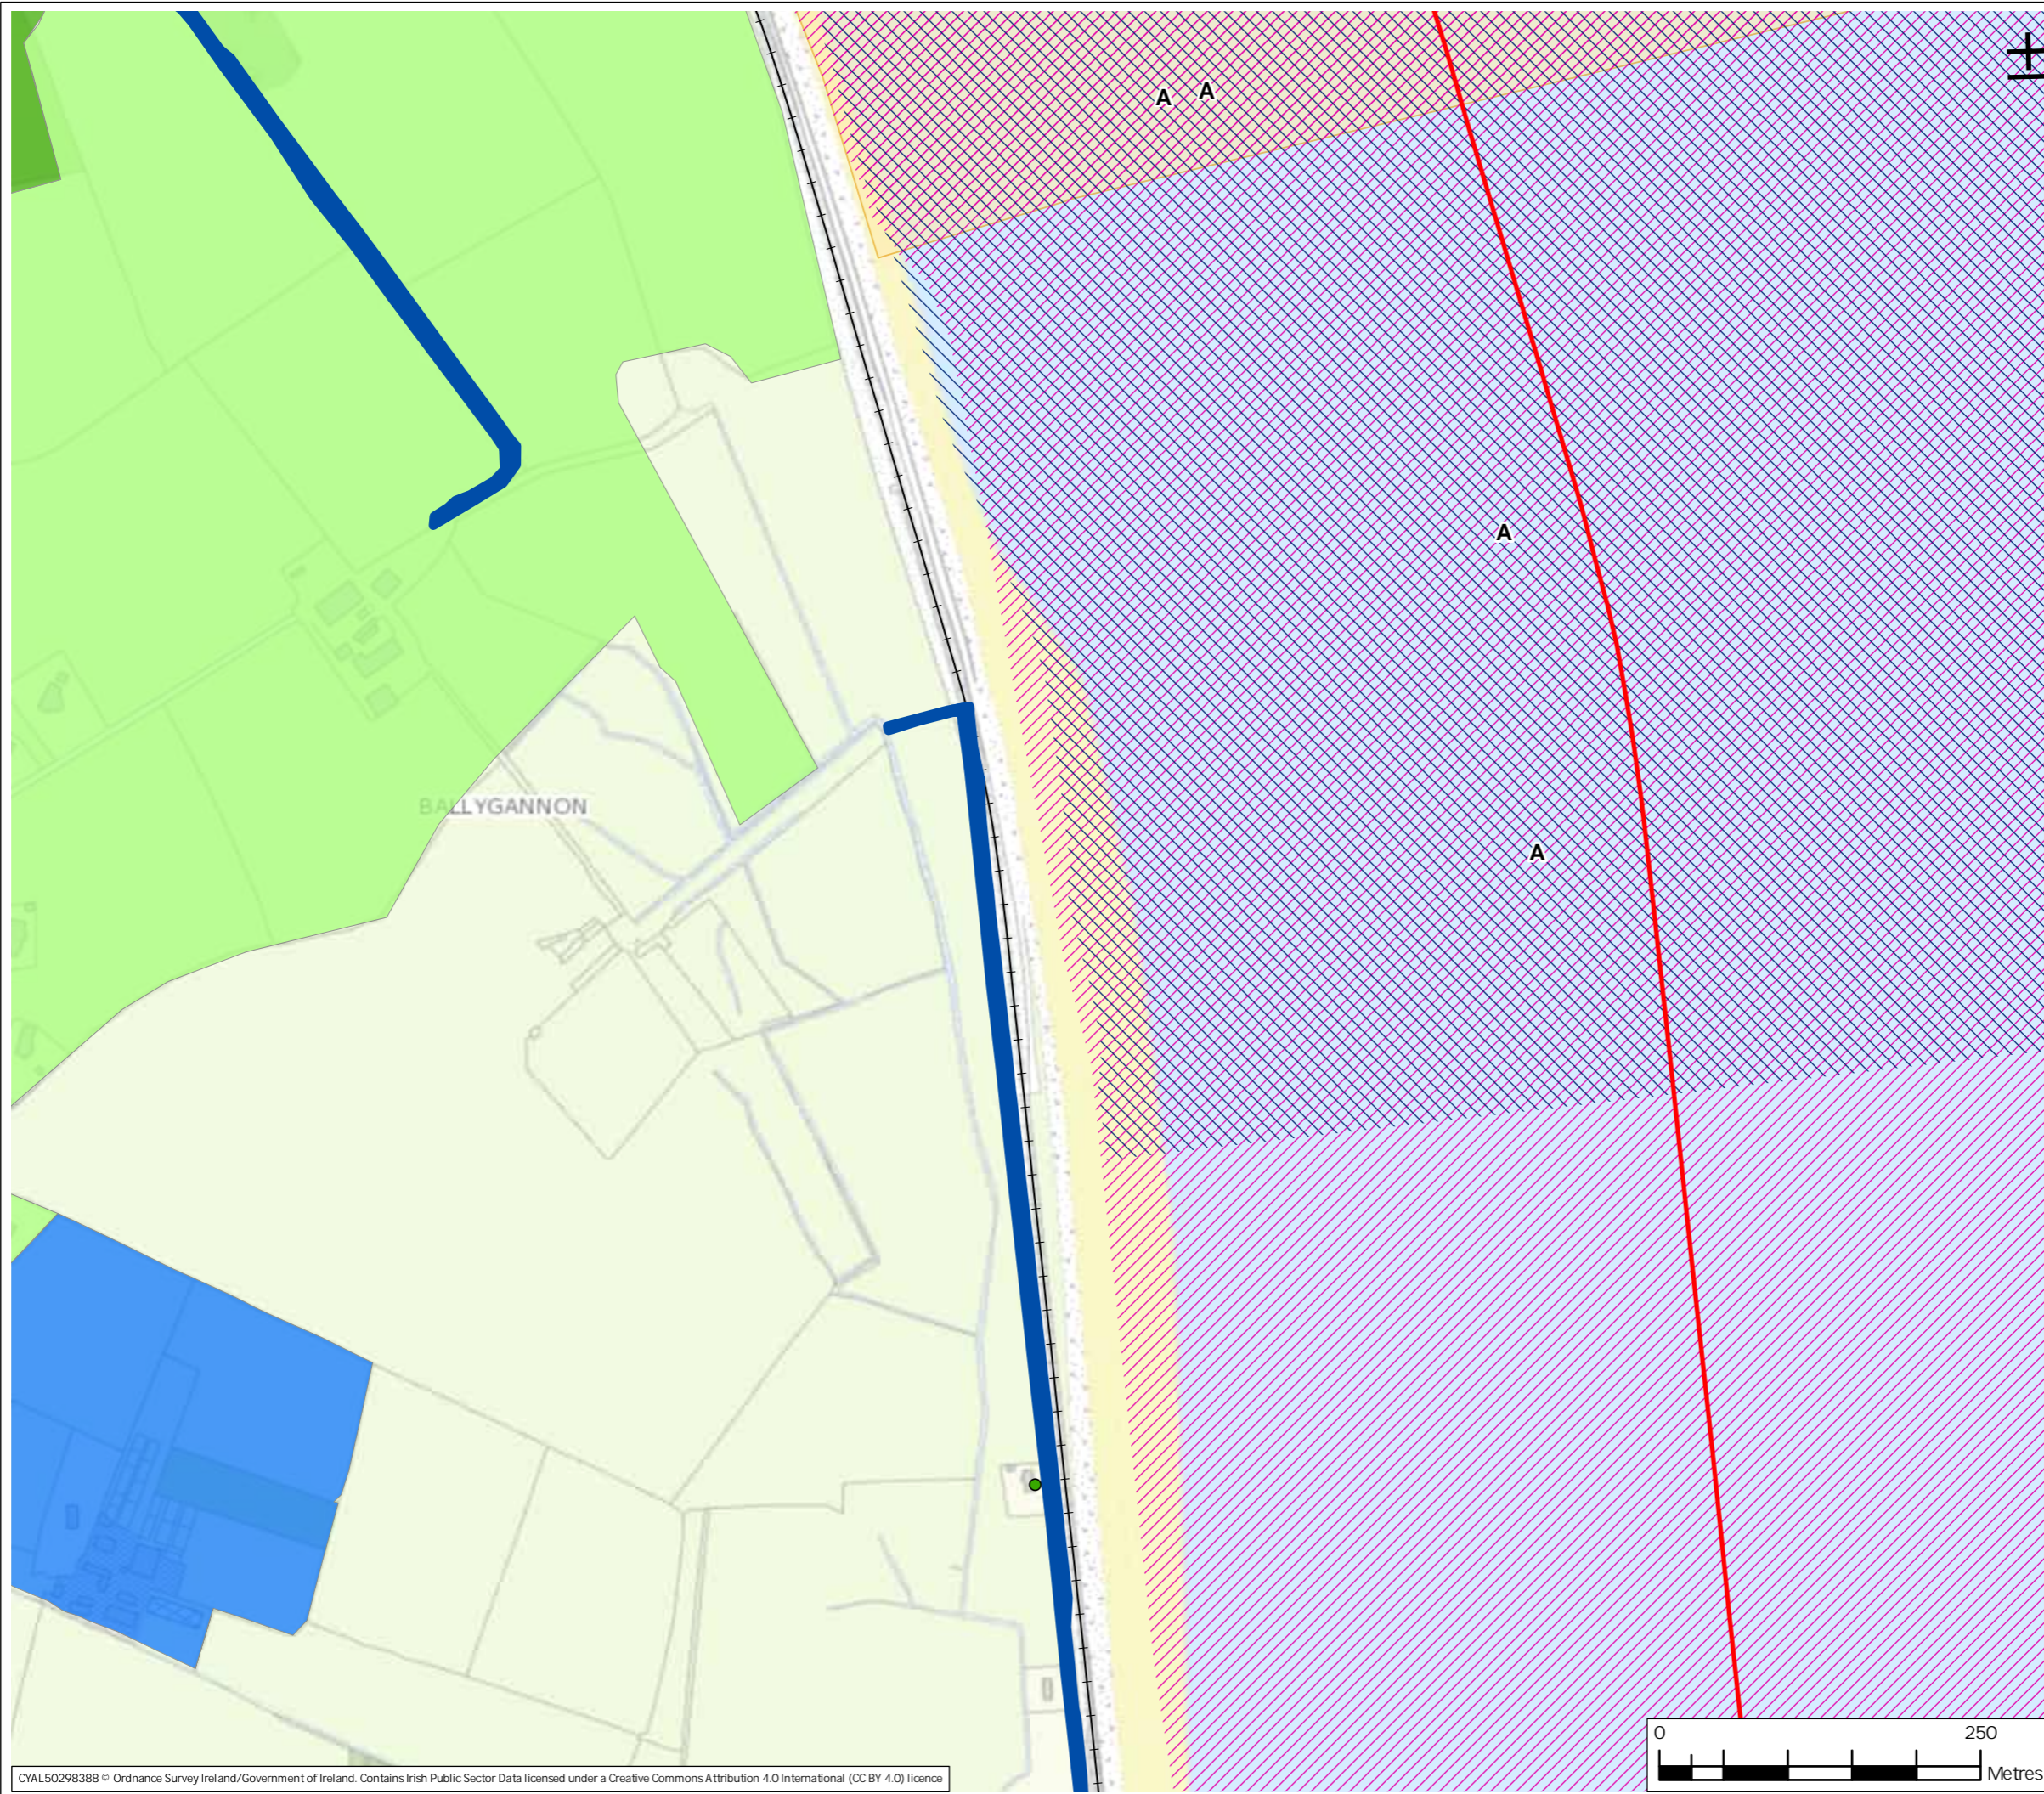 A A
A
BALLYGANNON
A
0 250
Metres
CYAL50298388 © Ordnance Survey Ireland/Government of Ireland. Contains Irish Public Sector Data licensed under a Creative Commons Attribution 4.0 International (CC BY 4.0) licence